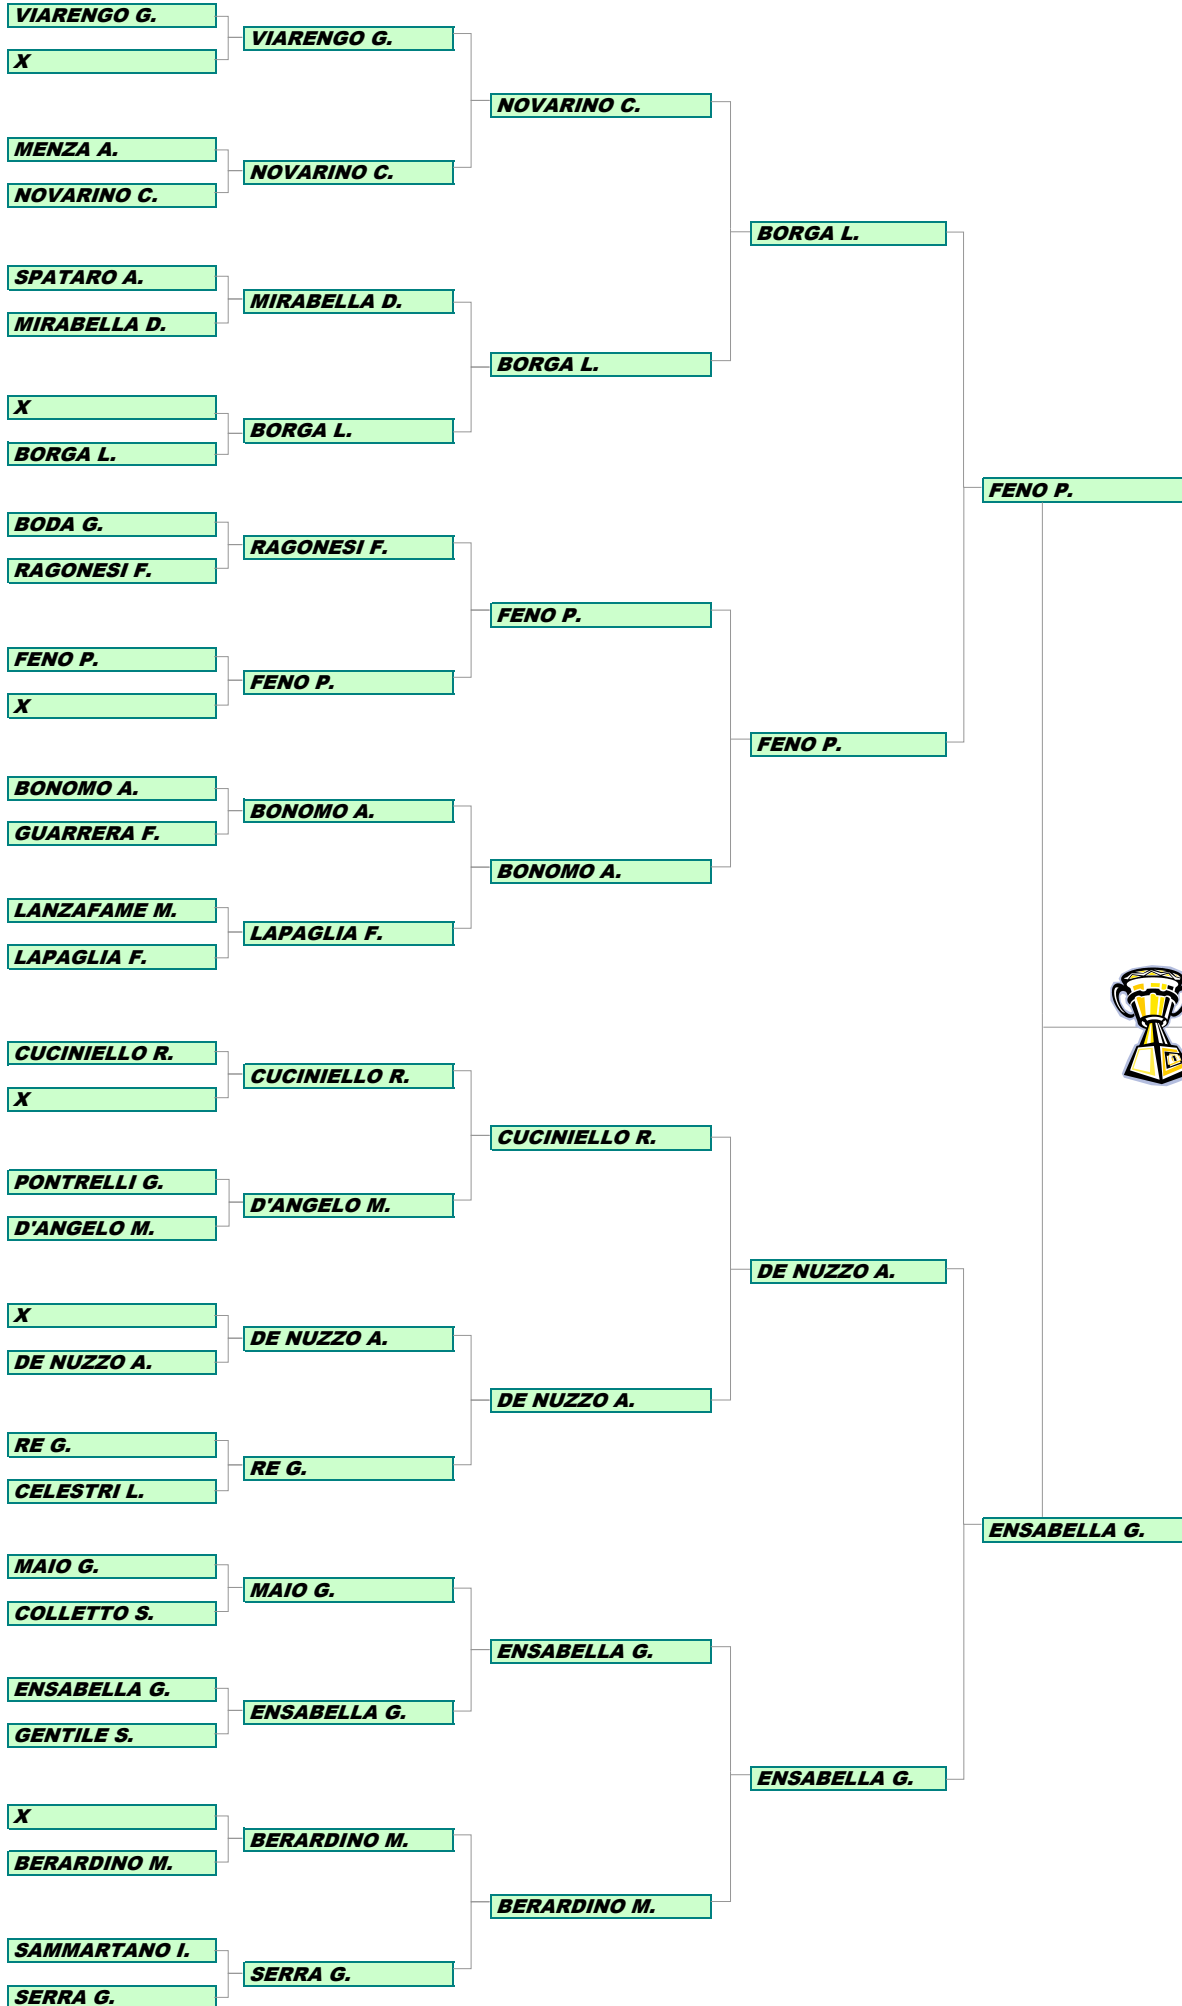 VIARENGO G.
X
MENZA A.
NOVARINO C.
SPATARO A.
MIRABELLA D.
X
BORGA L.
BODA G.
RAGONESI F.
FENO P.
X
BONOMO A.
GUARRERA F.
LANZAFAME M.
LAPAGLIA F.
CUCINIELLO R.
X
PONTRELLI G.
D'ANGELO M.
X
DE NUZZO A.
RE G.
CELESTRI L.
MAIO G.
COLLETTO S.
ENSABELLA G.
GENTILE S.
X
BERARDINO M.
SAMMARTANO I.
SERRA G.
VIARENGO G.
NOVARINO C.
MIRABELLA D.
BORGA L.
RAGONESI F.
FENO P.
BONOMO A.
LAPAGLIA F.
CUCINIELLO R.
D'ANGELO M.
DE NUZZO A.
RE G.
MAIO G.
ENSABELLA G.
BERARDINO M.
SERRA G.
NOVARINO C.
BORGA L.
FENO P.
BONOMO A.
CUCINIELLO R.
DE NUZZO A.
ENSABELLA G.
BERARDINO M.
BORGA L.
FENO P.
DE NUZZO A.
ENSABELLA G.
FENO P.
ENSABELLA G.